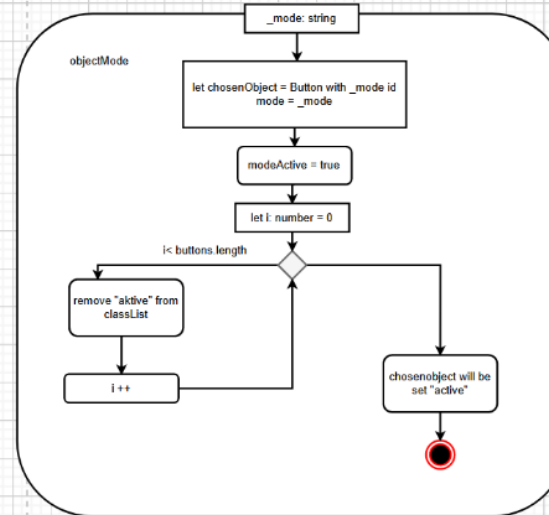 _mode: string
objectMode
let chosenObject = Button with _mode id
mode = _mode
modeActive = true
let i: number = 0
i< buttons.length
remove "aktive" from
classList
i ++
chosenobject will be
set "active"